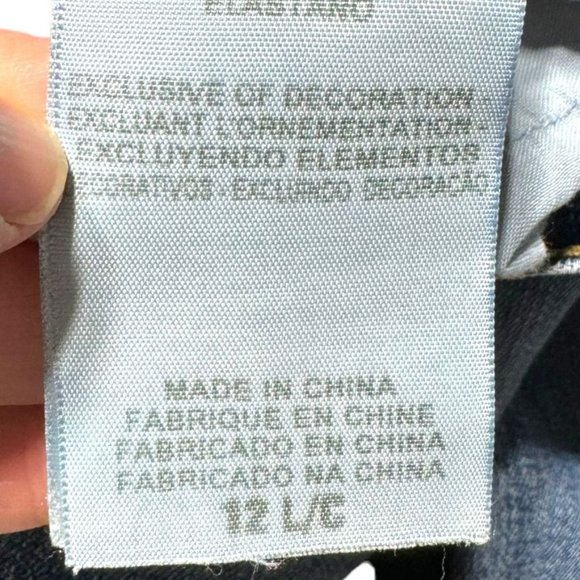 ELASTANO
EXCLUSIVE OF DECORATION -
EXCLUANT L'ORNEMENTATION -
EXCLUYENDO ELEMENTOS
DECORATIVOS - EXCLUINDO DECORAÇÃO
MADE IN CHINA
FABRIQUE EN CHINE
FABRICADO EN CHINA
FABRICADO NA CHINA
12 L/C